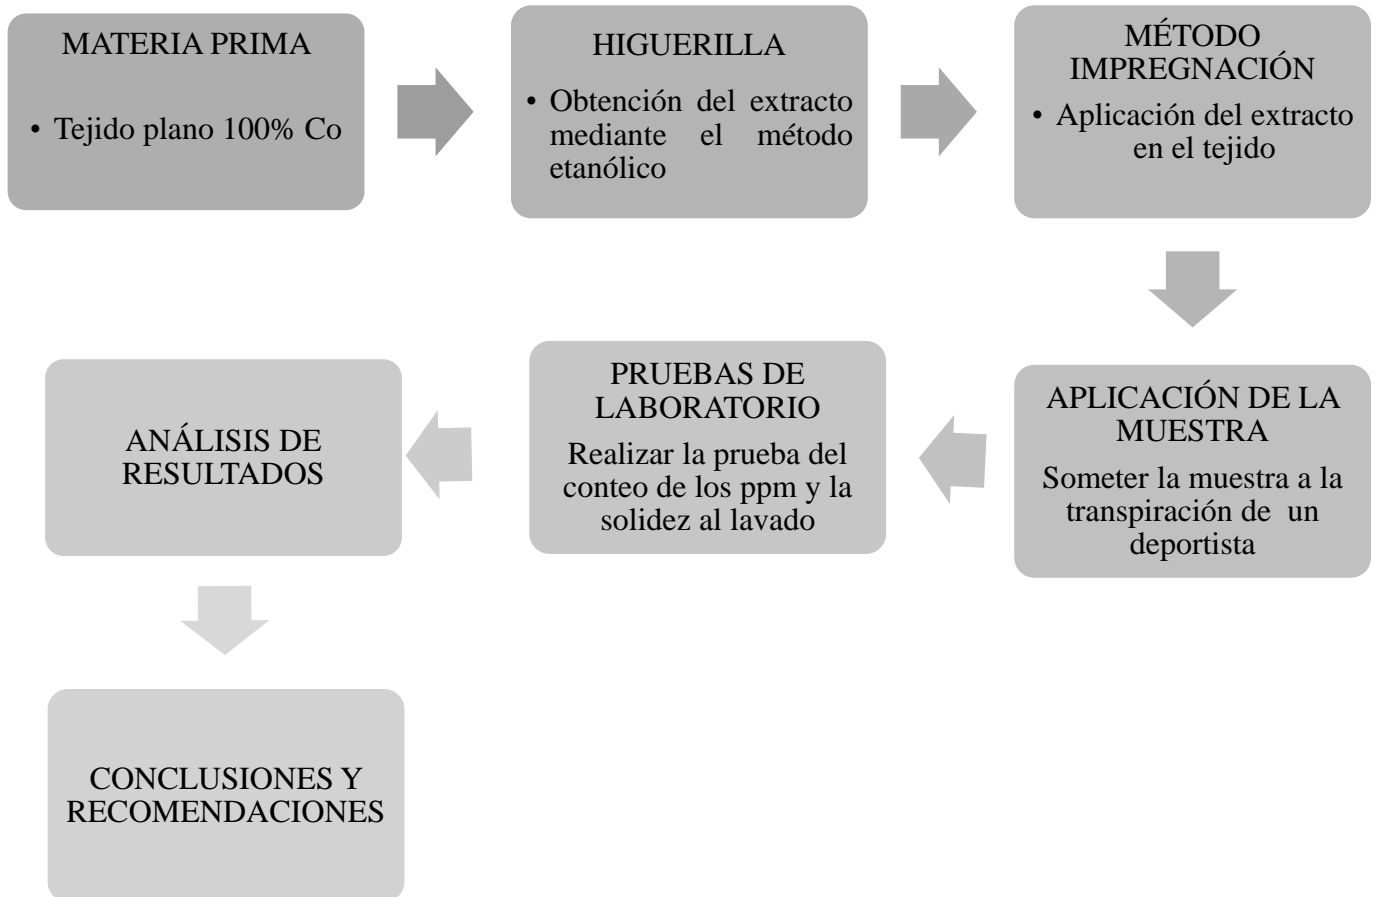 MATERIA PRIMA
• Tejido plano 100% Co
HIGUERILLA
• Obtención del extracto
mediante el método
etanólico
MÉTODO
IMPREGNACIÓN
• Aplicación del extracto
en el tejido
APLICACIÓN DE LA
MUESTRA
Someter la muestra a la
transpiración de un
deportista
PRUEBAS DE
LABORATORIO
Realizar la prueba del
conteo de los ppm y la
solidez al lavado
ANÁLISIS DE
RESULTADOS
CONCLUSIONES Y
RECOMENDACIONES